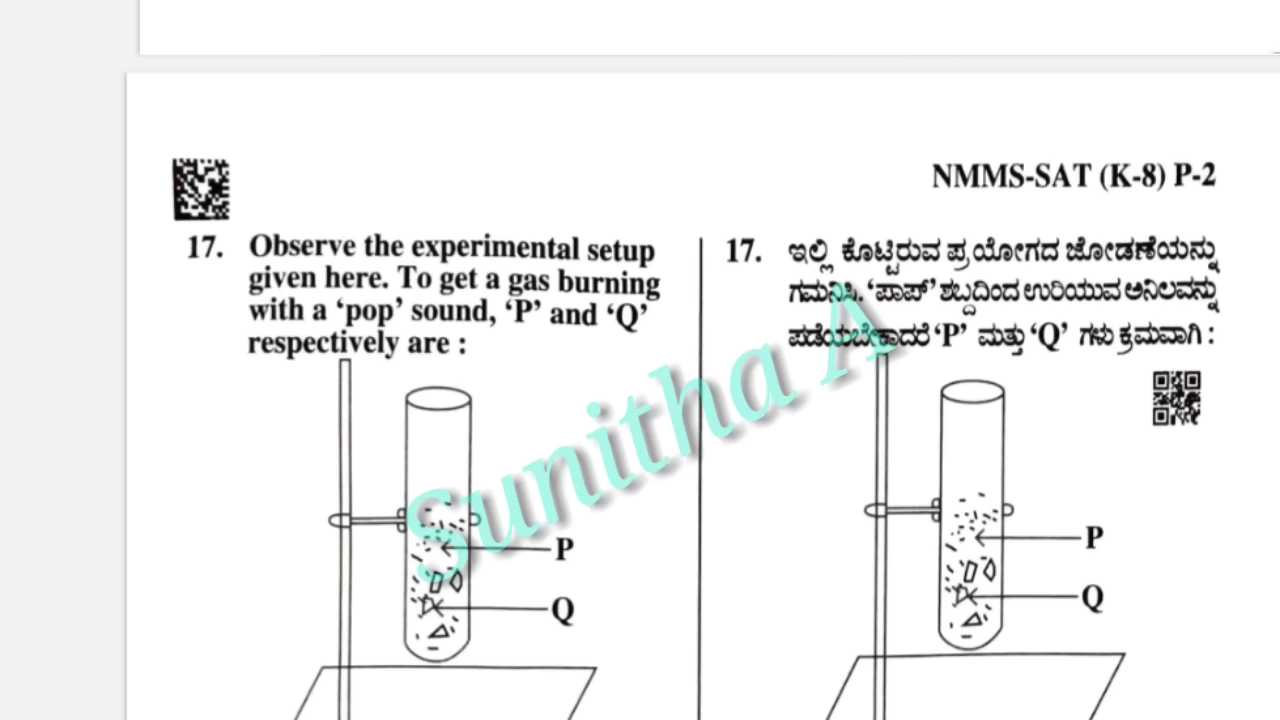 NMMS-SAT (K-8) P-2
17. Observe the experimental setup
given here. To get a gas burning
with a ‘pop’ sound, ‘P’ and ‘Q’
respectively are :
P
Q
17. ಇಲ್ಲಿ ಕೊಟ್ಟಿರುವ ಪ್ರಯೋಗದ ಜೋಡಣೆಯನ್ನು
ಗಮನಿಸಿ. ‘ಪಾಪ್’ ಶಬ್ದದಿಂದ ಉರಿಯುವ ಅನಿಲವನ್ನು
ಪಡೆಯಬೇಕಾದರೆ ‘P’ ಮತ್ತು ‘Q’ ಗಳು ಕ್ರಮವಾಗಿ :
P
Q
Sunitha A